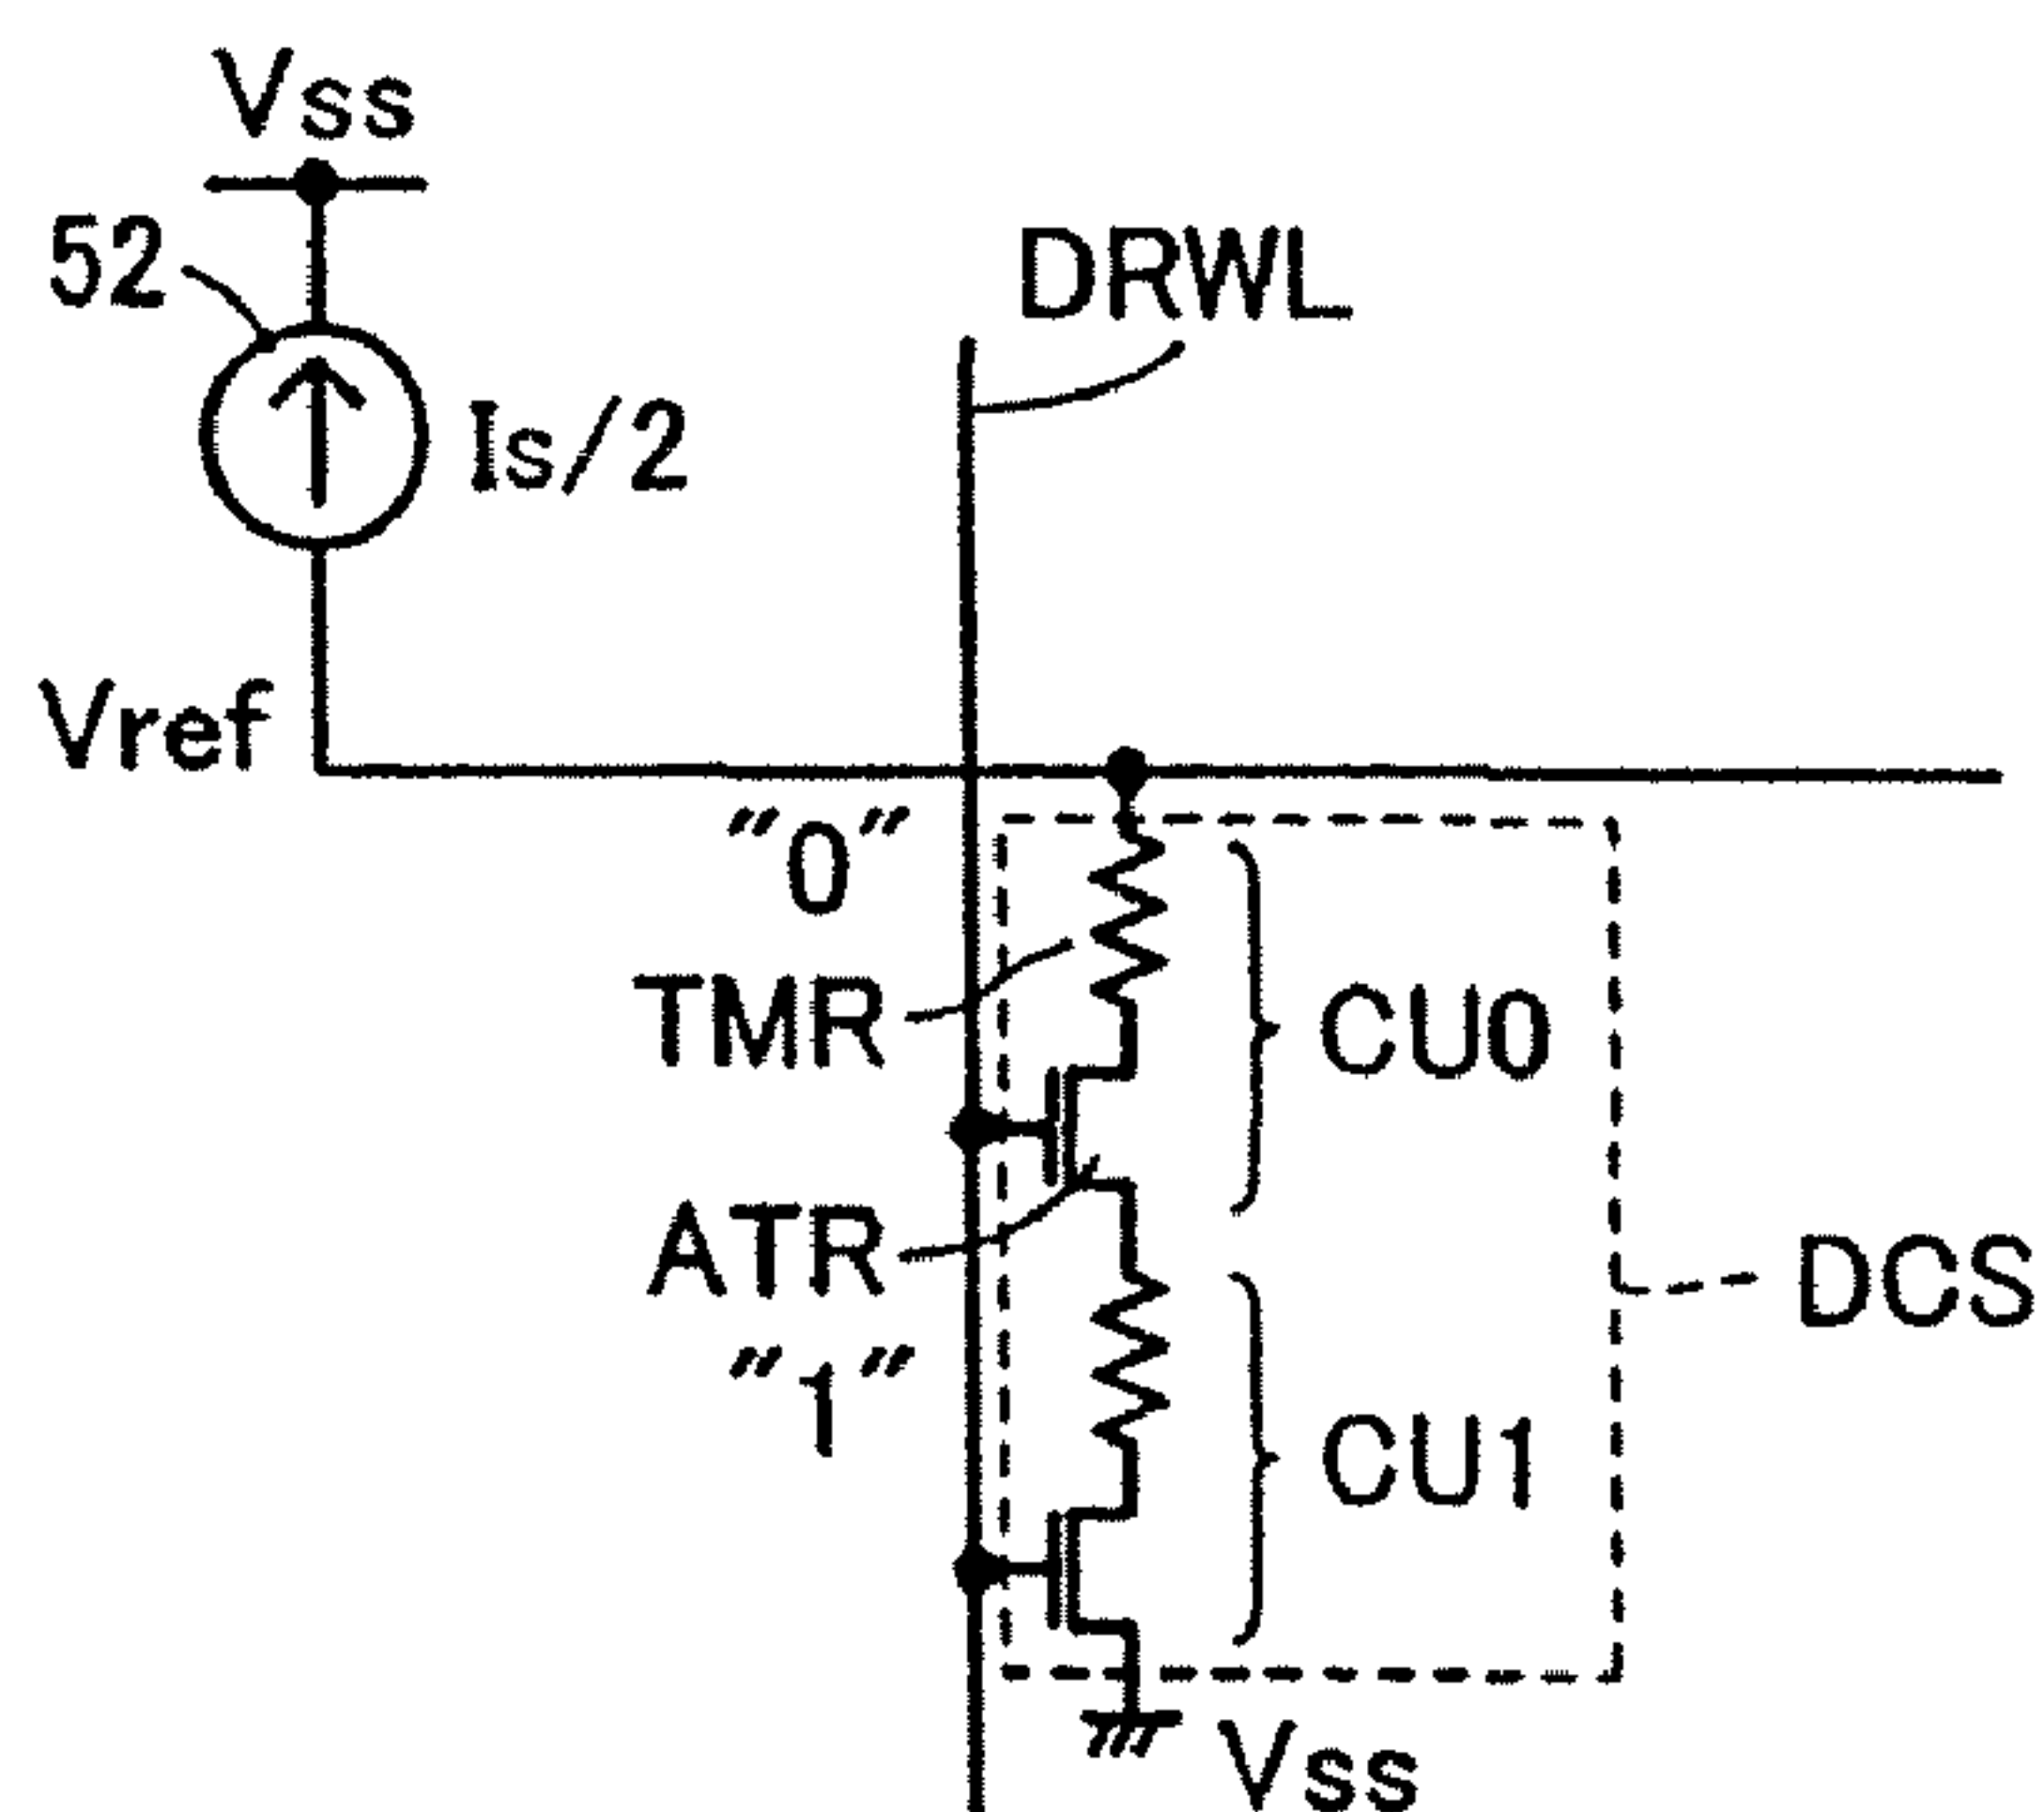 Vss
52
DRWL
Is/2
Vref
"0"
TMR
CU0
ATR
DCS
"1"
CU1
Vss